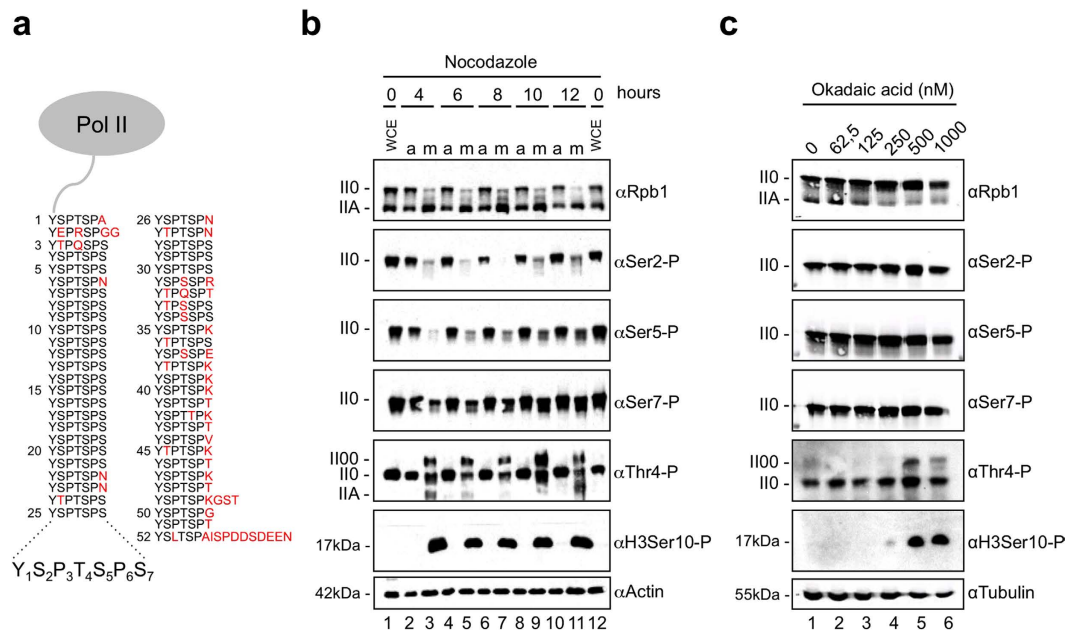 a
Pol II
1 YSPTSPA
YEPRSPGG
3 YTPQSPS
YSPTSPS
5 YSPTSPS
YSPTSPN
YSPTSPS
YSPTSPS
YSPTSPS
10 YSPTSPS
YSPTSPS
YSPTSPS
YSPTSPS
YSPTSPS
15 YSPTSPS
YSPTSPS
YSPTSPS
YSPTSPS
YSPTSPS
20 YSPTSPS
YSPTSPS
YSPTSPN
YSPTSPN
YTPTSPS
25 YSPTSPS
26 YSPTSPN
YTPTSPN
YSPTSPS
YSPTSPS
30 YSPTSPS
YSPSSPR
YTPQSPT
YTPSSPS
YSPSSPS
35 YSPTSPK
YTPTSPS
YSPSSPE
YTPTSPK
YSPTSPK
40 YSPTSPK
YSPTSPT
YSPTTPK
YSPTSPT
YSPTSPV
45 YTPTSPK
YSPTSPT
YSPTSPK
YSPTSPT
YSPTSPKGST
50 YSPTSPG
YSPTSPT
52 YSLTSPAISPDDSDEEN
Y1S2P3T4S5P6S7
b
Nocodazole
0 4 6 8 10 12 0 hours
WCE a m a m a m a m a m WCE
II0
IIA
αRpb1
II0 αSer2-P
II0 αSer5-P
II0 αSer7-P
II00
II0
IIA
αThr4-P
17kDa αH3Ser10-P
42kDa αActin
1 2 3 4 5 6 7 8 9 10 11 12
c
Okadaic acid (nM)
0 62,5 125 250 500 1000
II0
IIA
αRpb1
II0 αSer2-P
II0 αSer5-P
II0 αSer7-P
II00
II0
αThr4-P
17kDa αH3Ser10-P
55kDa αTubulin
1 2 3 4 5 6